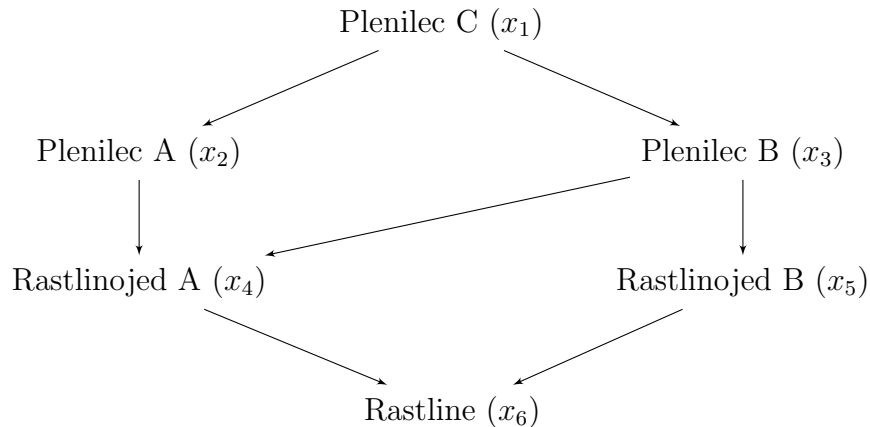 Plenilec C (x₁)
Plenilec A (x₂)
Plenilec B (x₃)
Rastlinojed A (x₄)
Rastlinojed B (x₅)
Rastline (x₆)